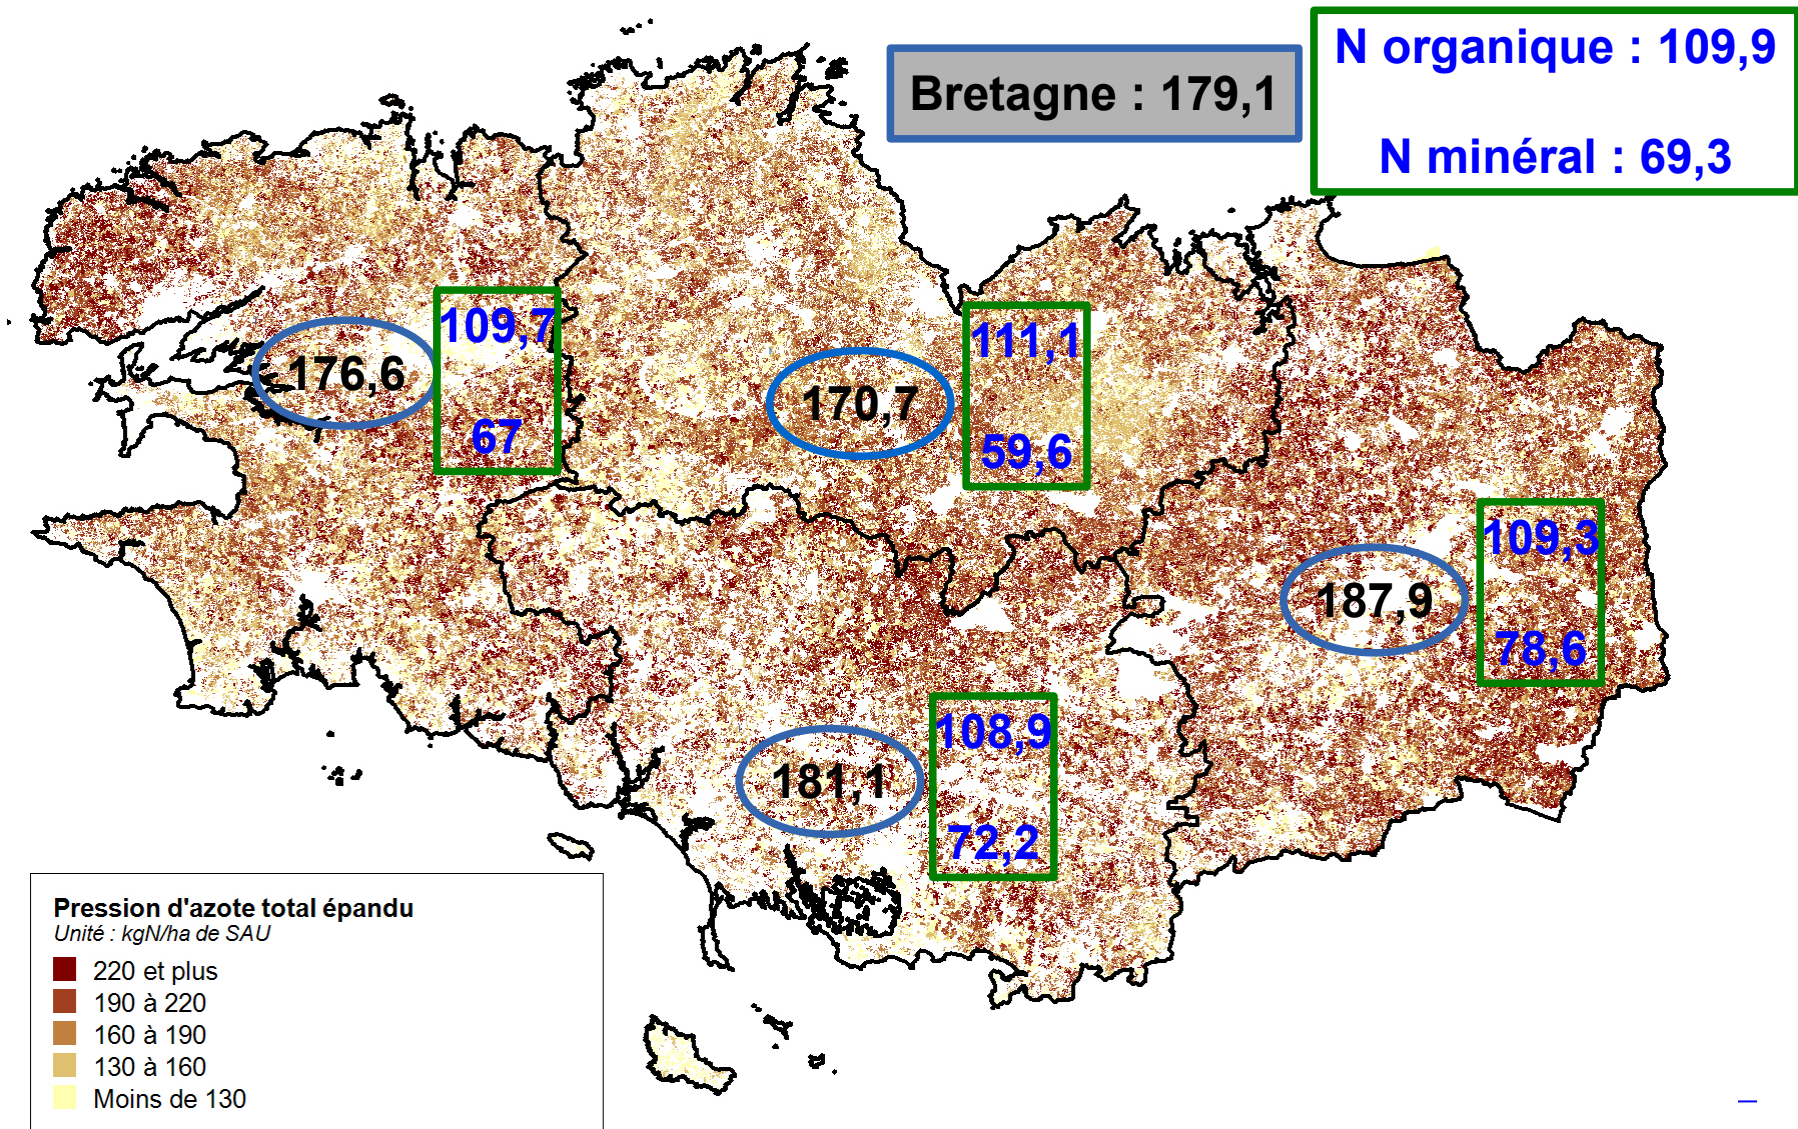 N organique : 109,9
Bretagne : 179,1
N minéral : 69,3
109,7
176,6
67
111,1
170,7
59,6
109,3
187,9
78,6
108,9
181,1
72,2
Pression d'azote total épandu
Unité : kgN/ha de SAU
220 et plus
190 à 220
160 à 190
130 à 160
Moins de 130